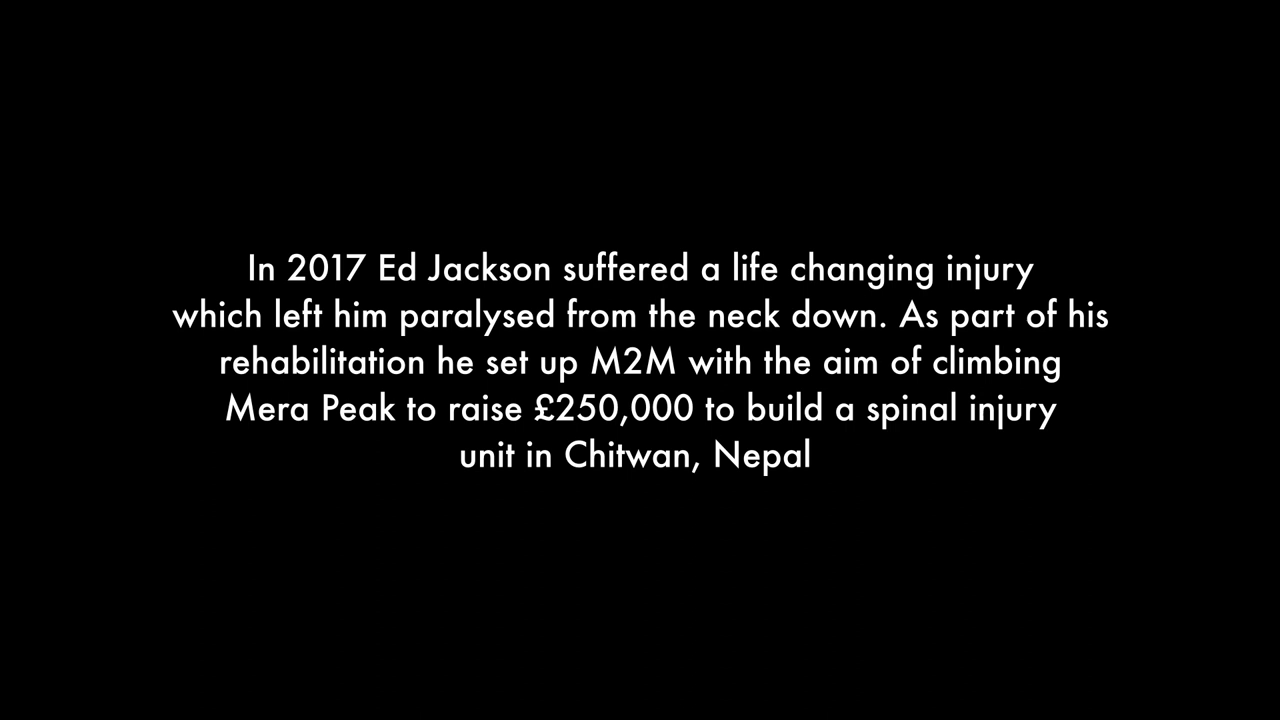 In 2017 Ed Jackson suffered a life changing injury
which left him paralysed from the neck down. As part of his
rehabilitation he set up M2M with the aim of climbing
Mera Peak to raise £250,000 to build a spinal injury
unit in Chitwan, Nepal